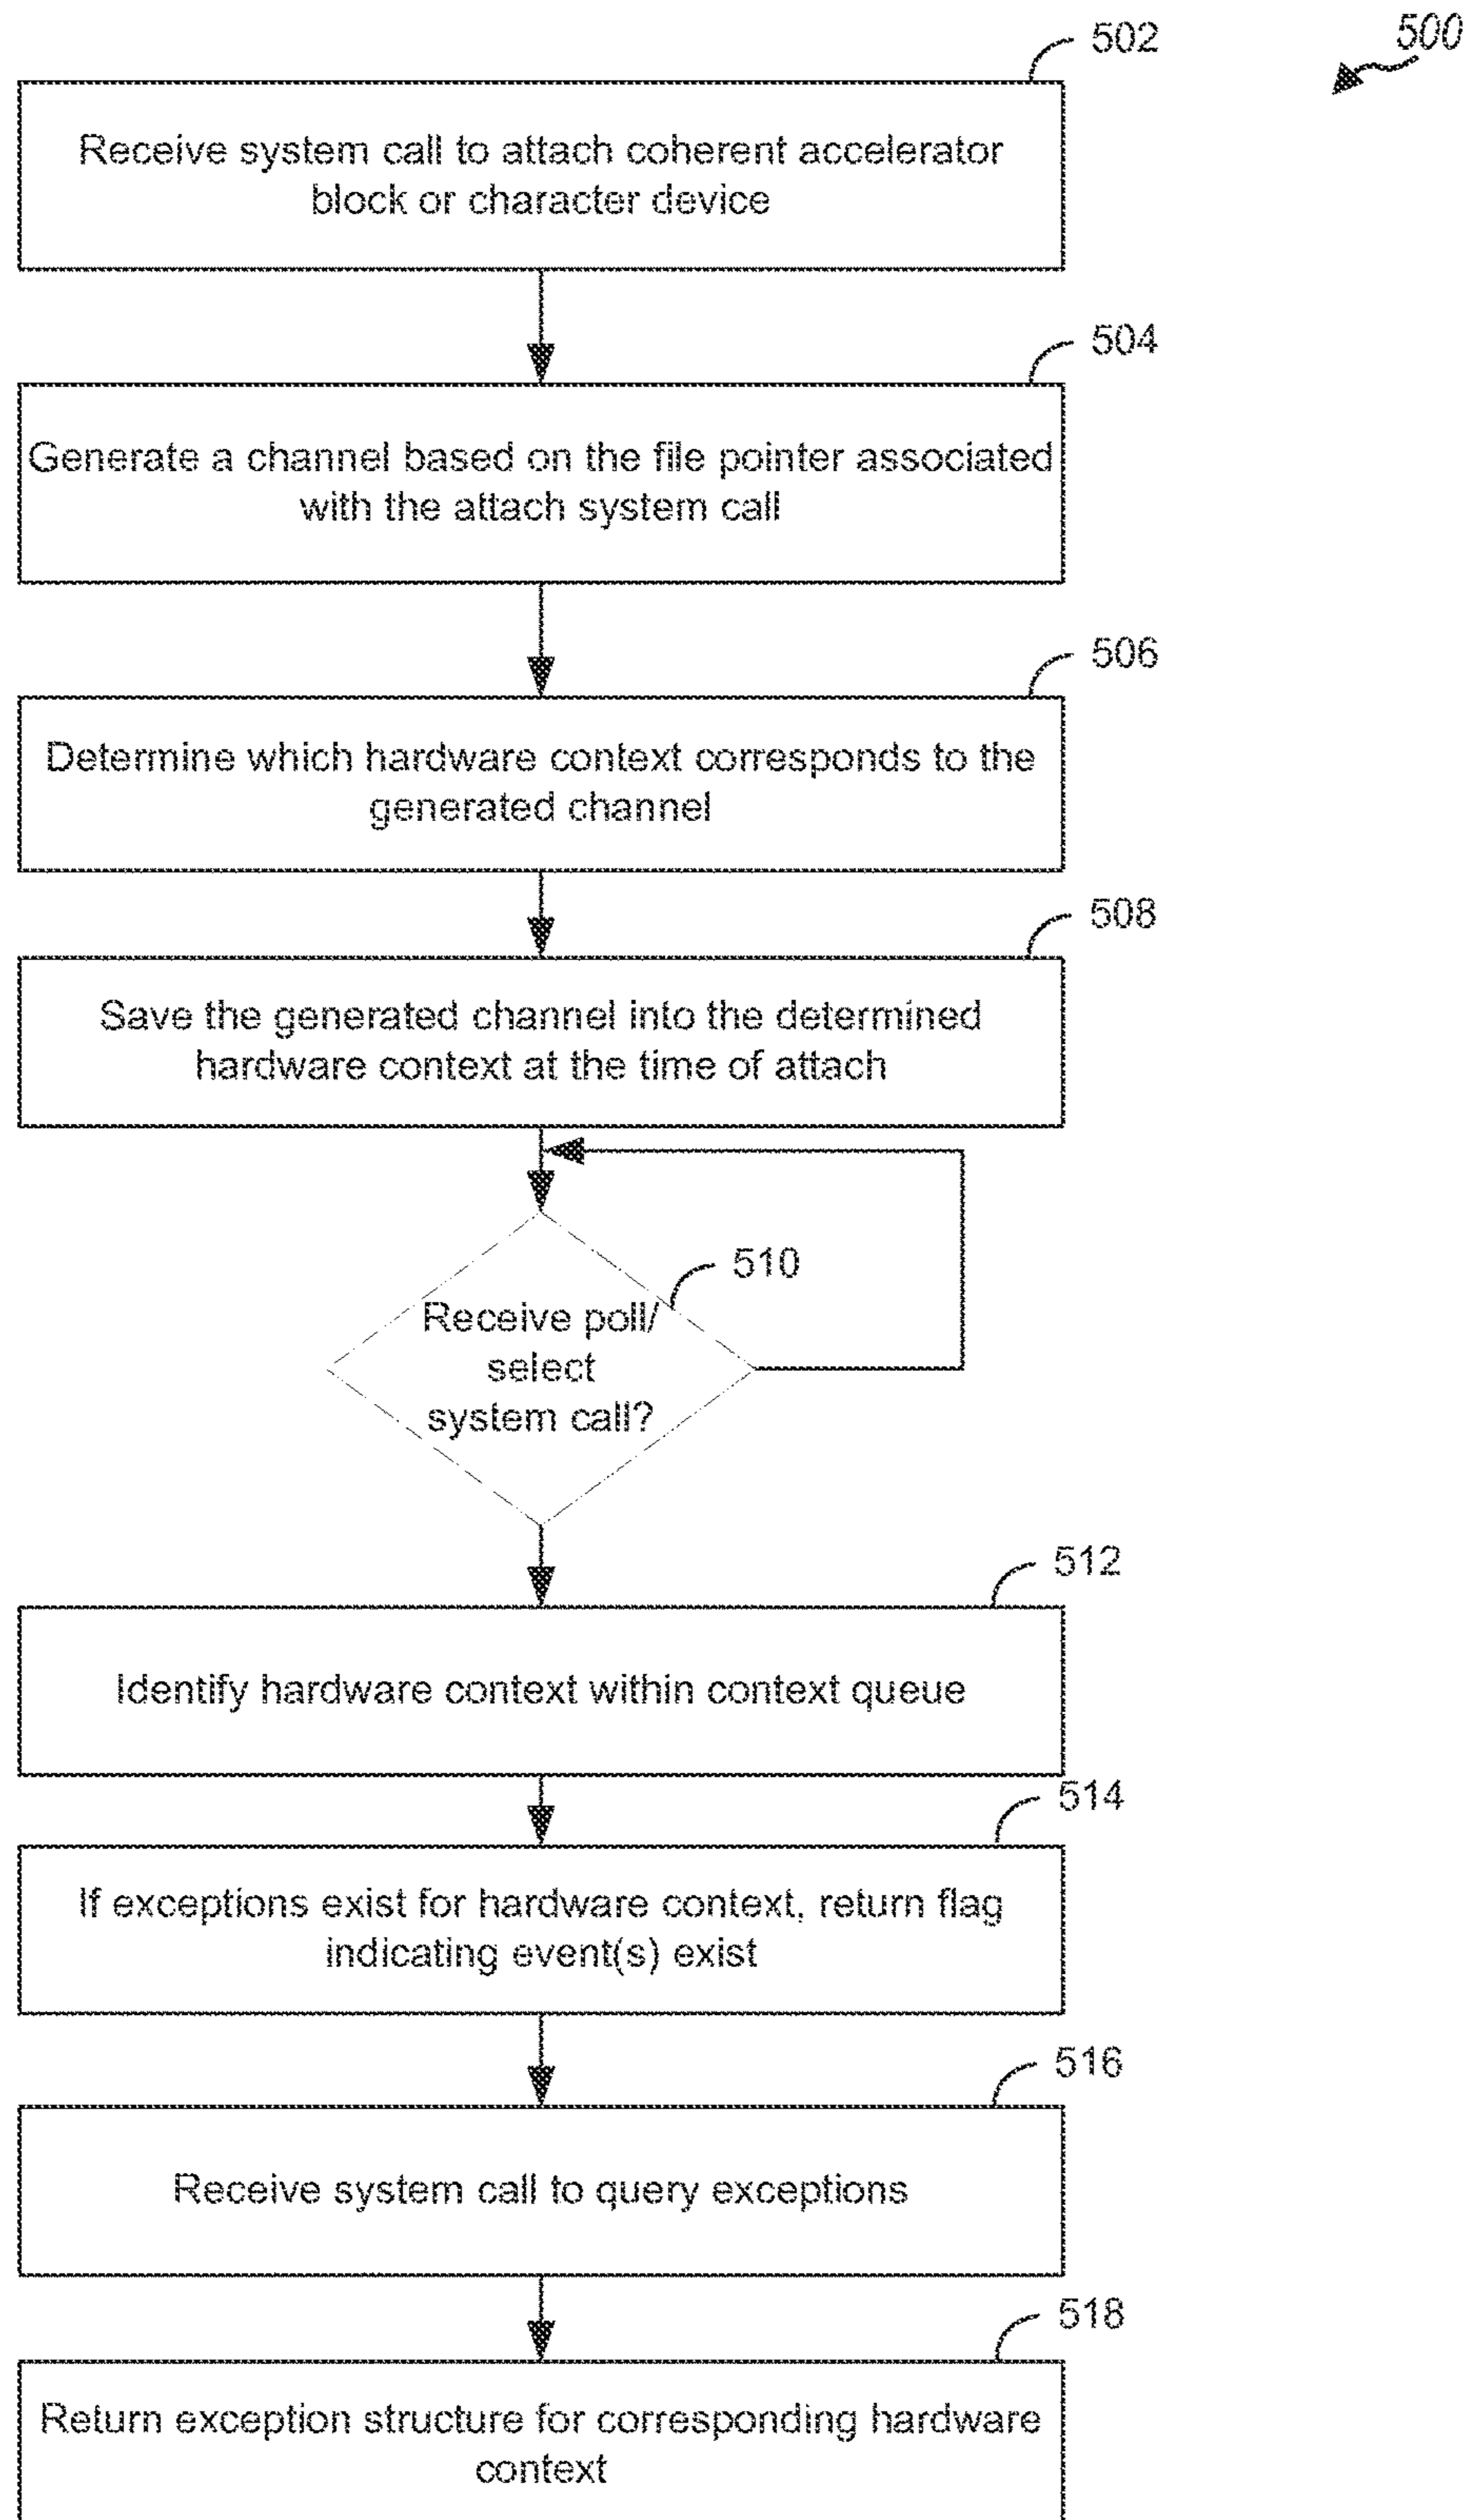 500
502
Receive system call to attach coherent accelerator
block or character device
504
Generate a channel based on the file pointer associated
with the attach system call
506
Determine which hardware context corresponds to the
generated channel
508
Save the generated channel into the determined
hardware context at the time of attach
510
Receive poll/
select
system call?
512
Identify hardware context within context queue
514
If exceptions exist for hardware context, return flag
indicating event(s) exist
516
Receive system call to query exceptions
518
Return exception structure for corresponding hardware
context